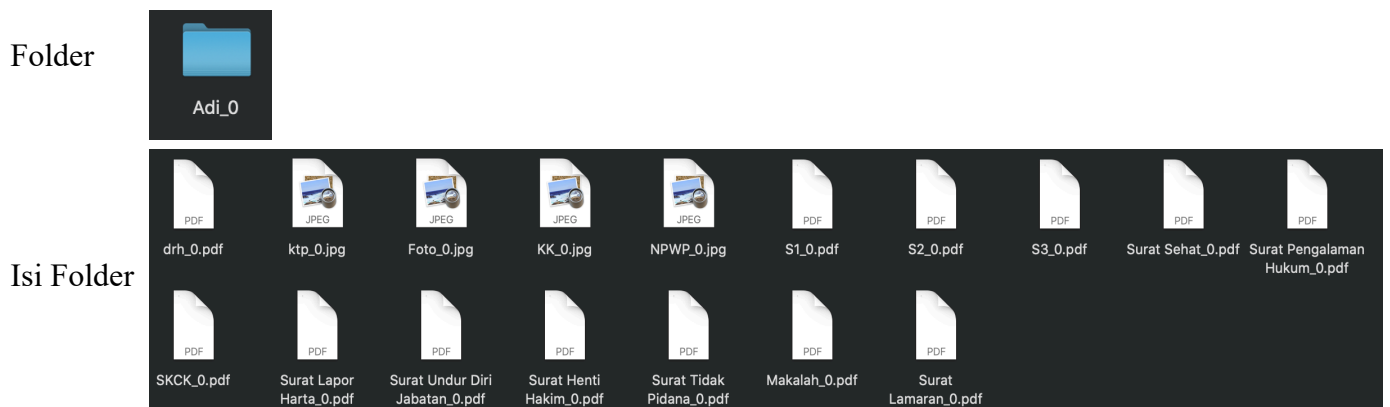 Folder
Adi_0
Isi Folder
PDF JPEG JPEG JPEG JPEG PDF PDF PDF PDF PDF
drh_0.pdf ktp_0.jpg Foto_0.jpg KK_0.jpg NPWP_0.jpg S1_0.pdf S2_0.pdf S3_0.pdf Surat Sehat_0.pdf Surat Pengalaman
Hukum_0.pdf
PDF PDF PDF PDF PDF PDF PDF
SKCK_0.pdf Surat Lapor Surat Undur Diri Surat Henti Surat Tidak Makalah_0.pdf Surat
Harta_0.pdf Jabatan_0.pdf Hakim_0.pdf Pidana_0.pdf Lamaran_0.pdf